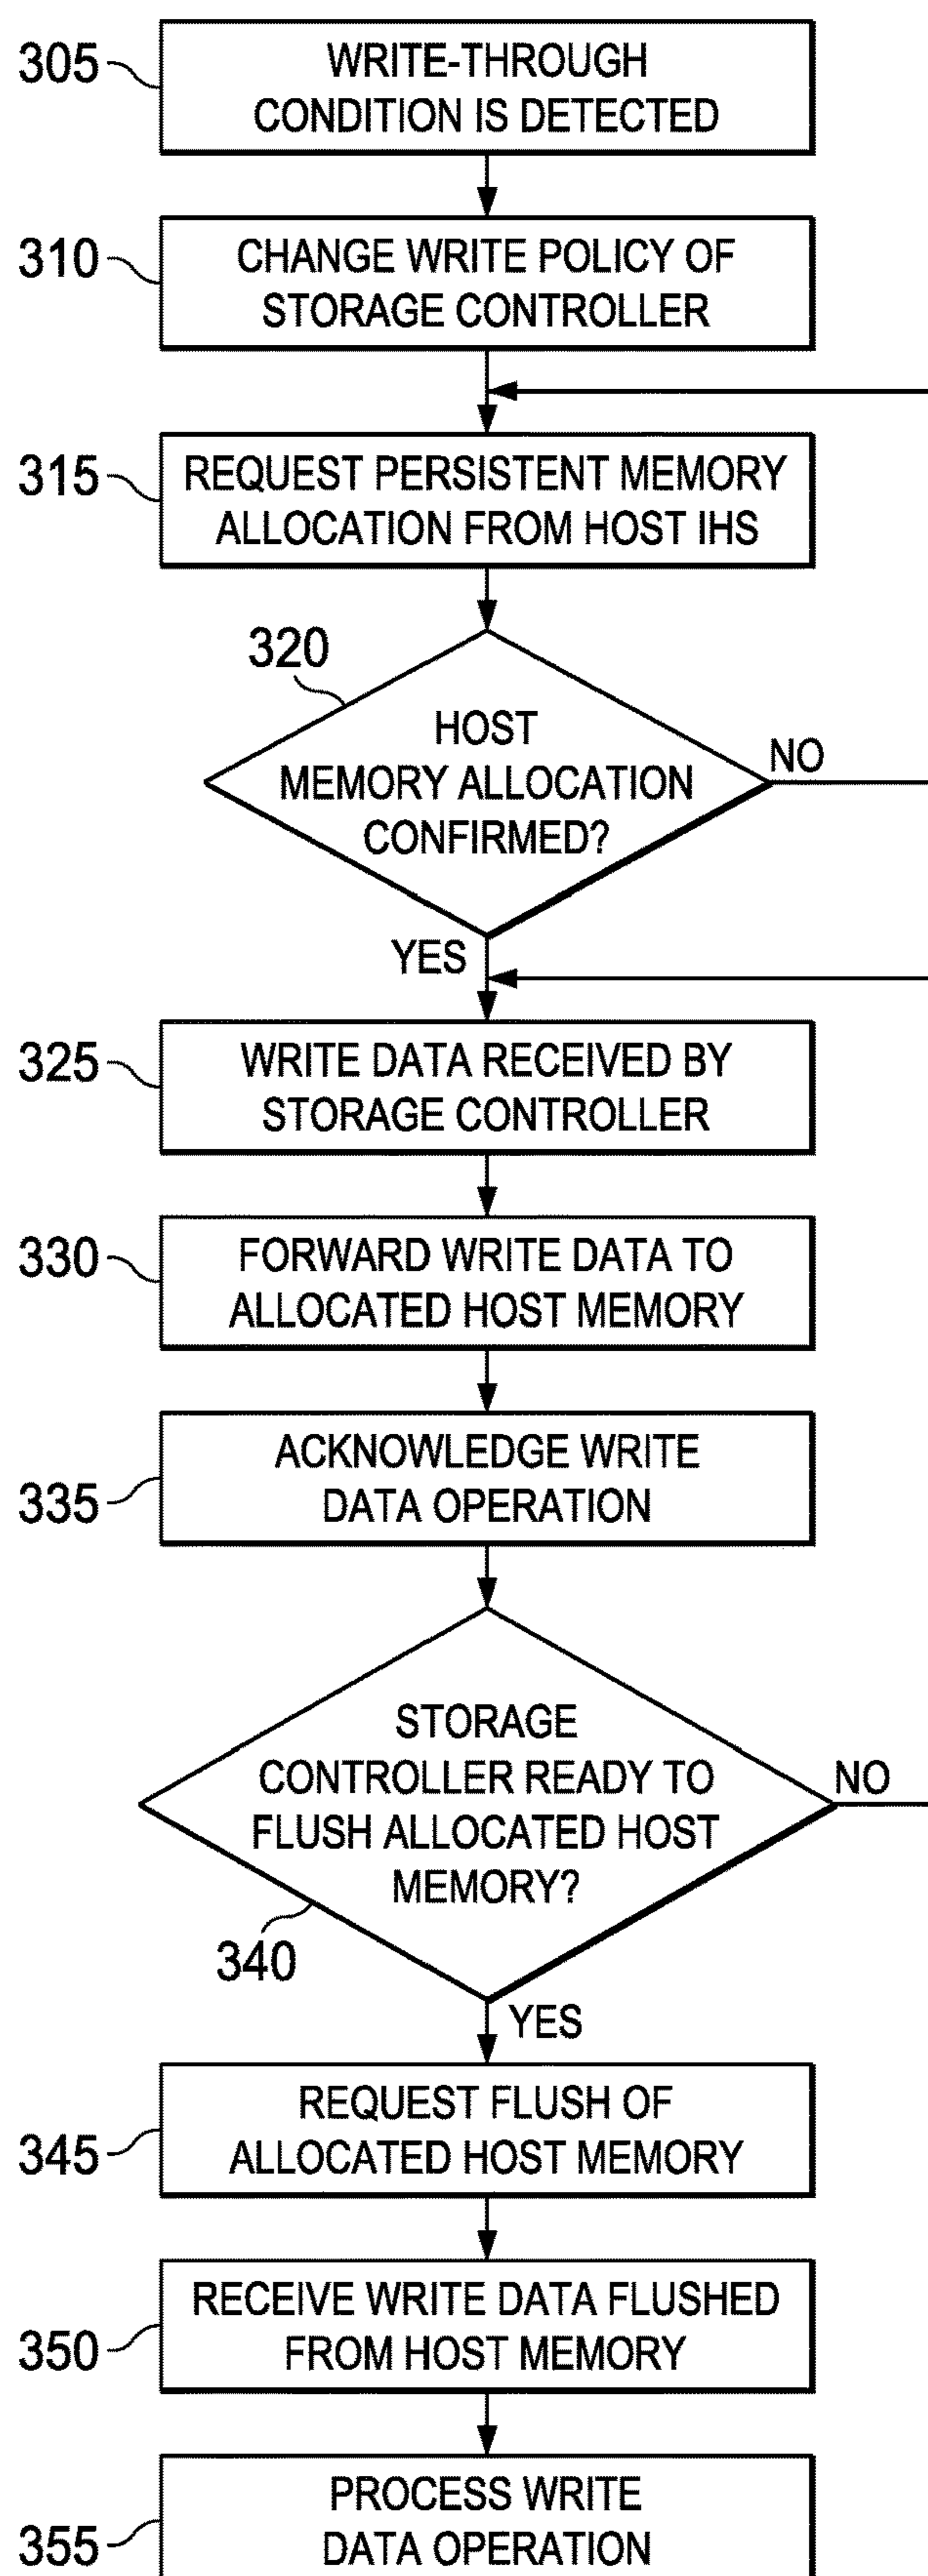 305
WRITE-THROUGH
CONDITION IS DETECTED
310
CHANGE WRITE POLICY OF
STORAGE CONTROLLER
315
REQUEST PERSISTENT MEMORY
ALLOCATION FROM HOST IHS
320
HOST
MEMORY ALLOCATION
CONFIRMED?
NO
YES
325
WRITE DATA RECEIVED BY
STORAGE CONTROLLER
330
FORWARD WRITE DATA TO
ALLOCATED HOST MEMORY
335
ACKNOWLEDGE WRITE
DATA OPERATION
STORAGE
CONTROLLER READY TO
FLUSH ALLOCATED HOST
MEMORY?
NO
340
YES
345
REQUEST FLUSH OF
ALLOCATED HOST MEMORY
350
RECEIVE WRITE DATA FLUSHED
FROM HOST MEMORY
355
PROCESS WRITE
DATA OPERATION